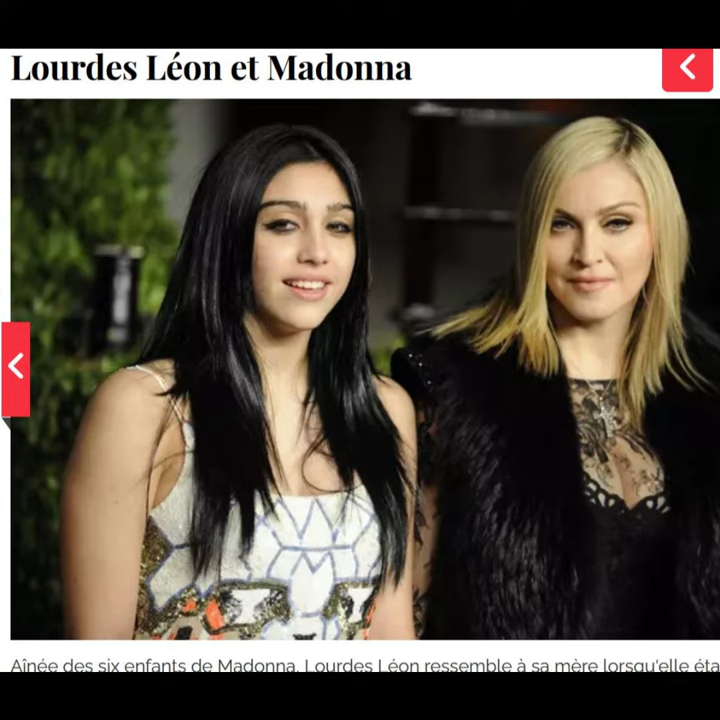 Lourdes Léon et Madonna
Aînée des six enfants de Madonna, Lourdes Léon ressemble à sa mère lorsqu'elle éta